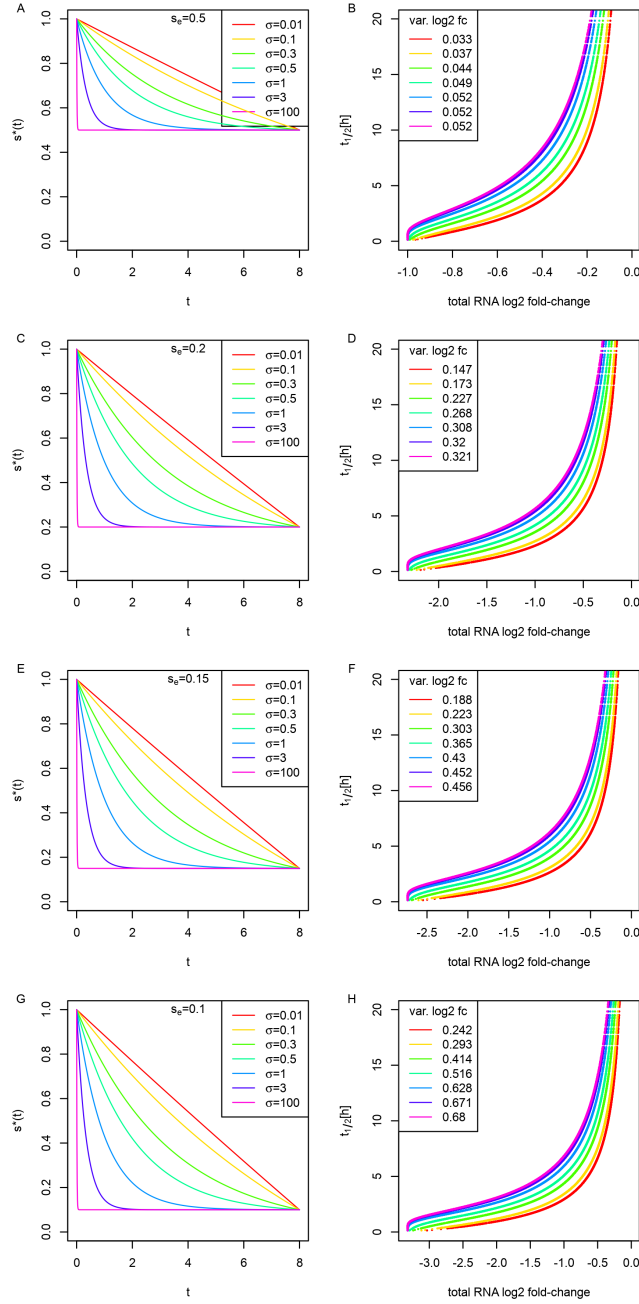 A
s_e=0.5
σ=0.01
σ=0.1
σ=0.3
σ=0.5
σ=1
σ=3
σ=100
s*(t)
0.0 0.2 0.4 0.6 0.8 1.0
0 2 4 6 8
t
B
var. log2 fc
0.033
0.037
0.044
0.049
0.052
0.052
0.052
t1/2[h]
0 5 10 15 20
-1.0 -0.8 -0.6 -0.4 -0.2 0.0
total RNA log2 fold-change
C
s_e=0.2
σ=0.01
σ=0.1
σ=0.3
σ=0.5
σ=1
σ=3
σ=100
s*(t)
0.0 0.2 0.4 0.6 0.8 1.0
0 2 4 6 8
t
D
var. log2 fc
0.147
0.173
0.227
0.268
0.308
0.32
0.321
t1/2[h]
0 5 10 15 20
-2.0 -1.5 -1.0 -0.5 0.0
total RNA log2 fold-change
E
s_e=0.15
σ=0.01
σ=0.1
σ=0.3
σ=0.5
σ=1
σ=3
σ=100
s*(t)
0.0 0.2 0.4 0.6 0.8 1.0
0 2 4 6 8
t
F
var. log2 fc
0.188
0.223
0.303
0.365
0.43
0.452
0.456
t1/2[h]
0 5 10 15 20
-2.5 -2.0 -1.5 -1.0 -0.5 0.0
total RNA log2 fold-change
G
s_e=0.1
σ=0.01
σ=0.1
σ=0.3
σ=0.5
σ=1
σ=3
σ=100
s*(t)
0.0 0.2 0.4 0.6 0.8 1.0
0 2 4 6 8
t
H
var. log2 fc
0.242
0.293
0.414
0.516
0.628
0.671
0.68
t1/2[h]
0 5 10 15 20
-3.0 -2.5 -2.0 -1.5 -1.0 -0.5 0.0
total RNA log2 fold-change